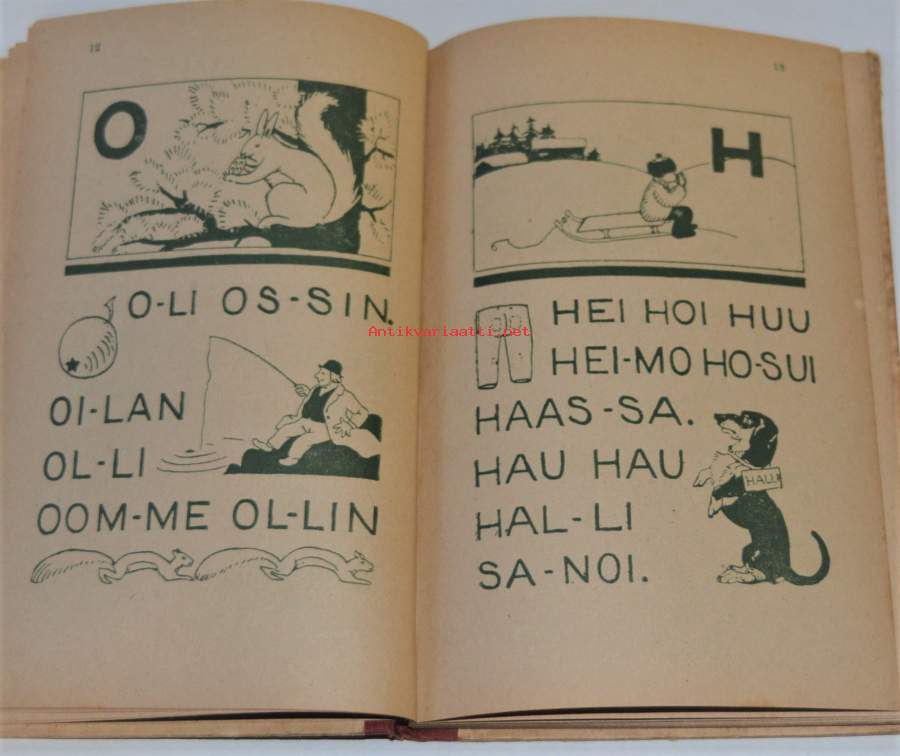 12
O
O-LI OS-SIN.
OI-LAN
OL-LI
OOM-ME OL-LIN
13
H
HEI HOI HUU
HEI-MO HO-SUI
HAAS-SA.
HAU HAU
HAL-LI
SA-NOI.
HAU!
Antikvariaatti.net